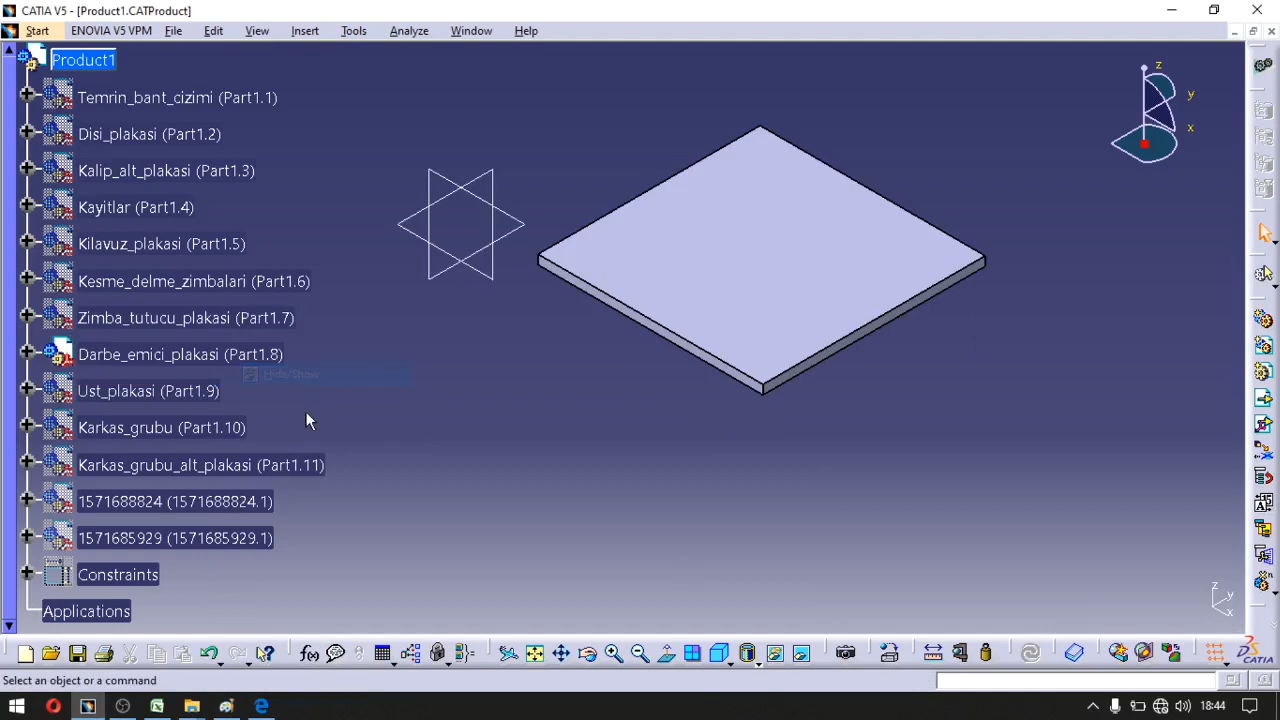 CATIA V5 - [Product1.CATProduct]
Start ENOVIA V5 VPM File Edit View Insert Tools Analyze Window Help
Product1
Temrin_bant_cizimi (Part1.1)
Disi_plakasi (Part1.2)
Kalip_alt_plakasi (Part1.3)
Kayitlar (Part1.4)
Kilavuz_plakasi (Part1.5)
Kesme_delme_zimbalari (Part1.6)
Zimba_tutucu_plakasi (Part1.7)
Darbe_emici_plakasi (Part1.8)
Hide/Show
Ust_plakasi (Part1.9)
Karkas_grubu (Part1.10)
Karkas_grubu_alt_plakasi (Part1.11)
1571688824 (1571688824.1)
1571685929 (1571685929.1)
Constraints
Applications
z
y
x
z
y
x
f(x)
CATIA
Select an object or a command
18:44